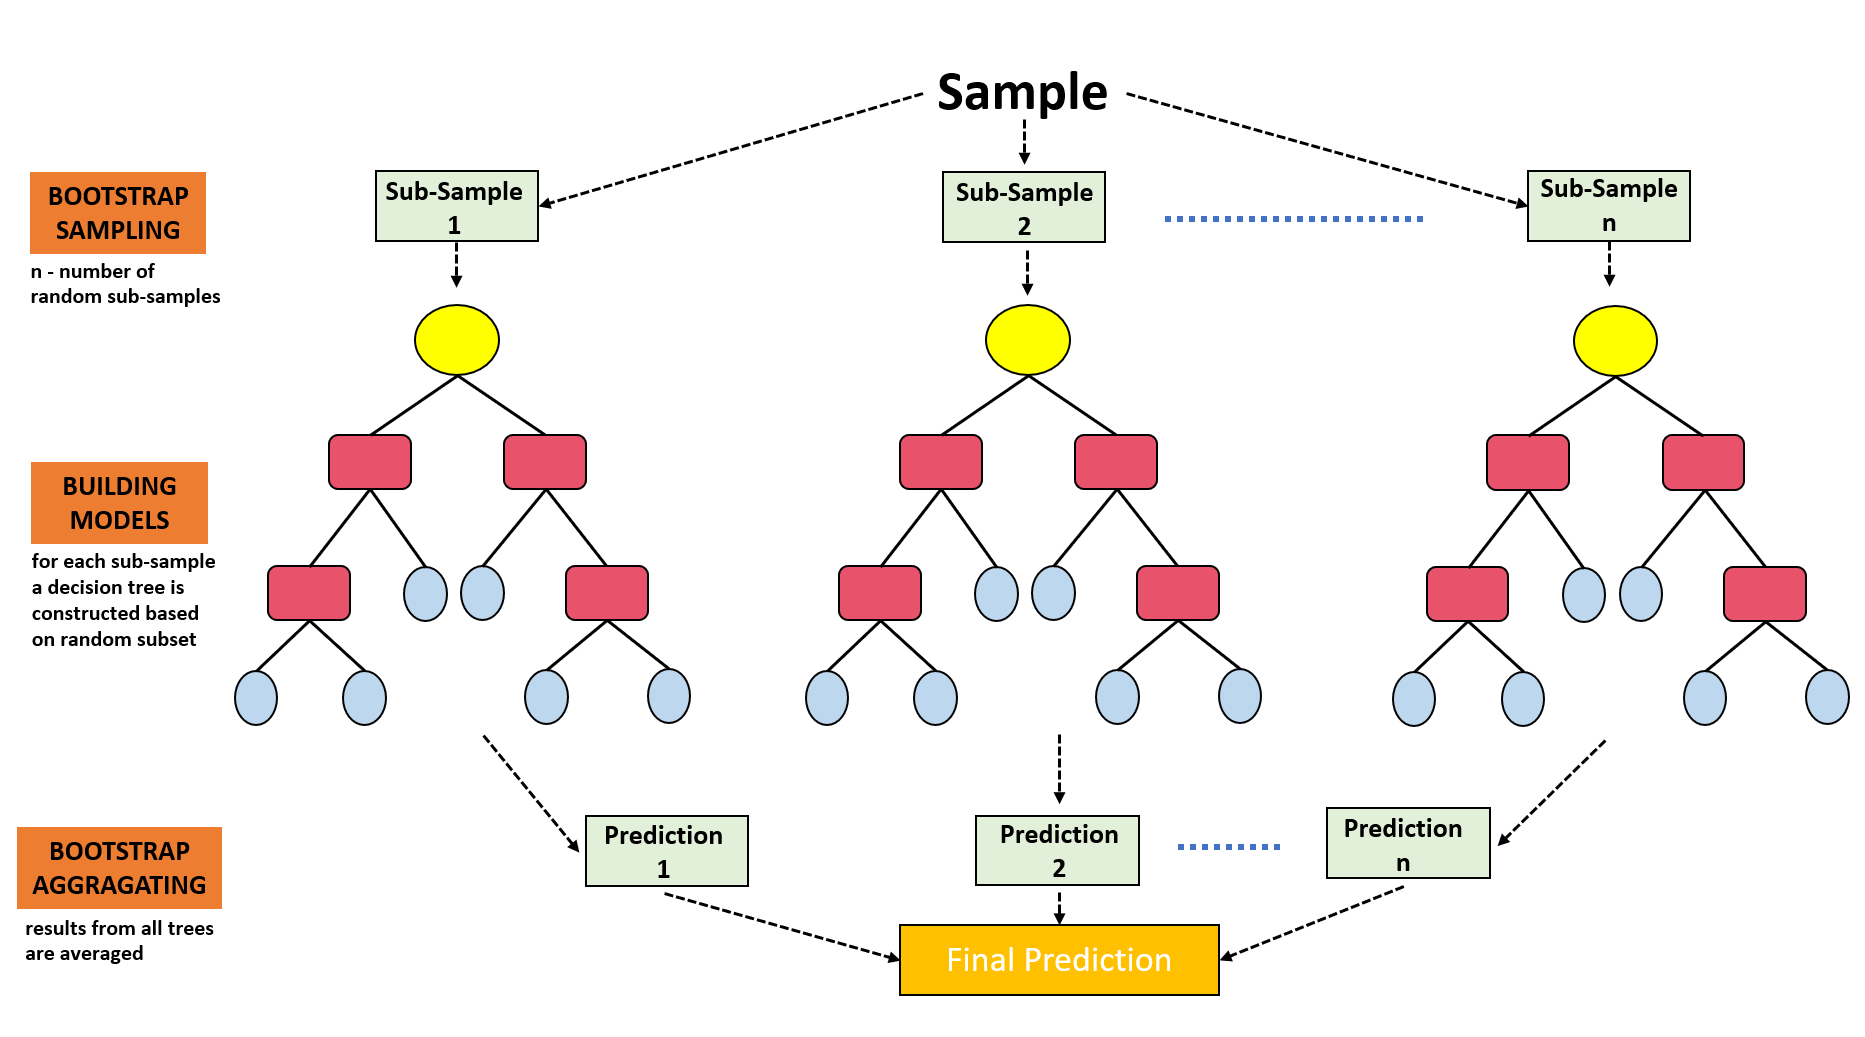 Sample
BOOTSTRAP
SAMPLING
n - number of
random sub-samples
Sub-Sample
1
Sub-Sample
2
Sub-Sample
n
BUILDING
MODELS
for each sub-sample
a decision tree is
constructed based
on random subset
BOOTSTRAP
AGGRAGATING
results from all trees
are averaged
Prediction
1
Prediction
2
Prediction
n
Final Prediction